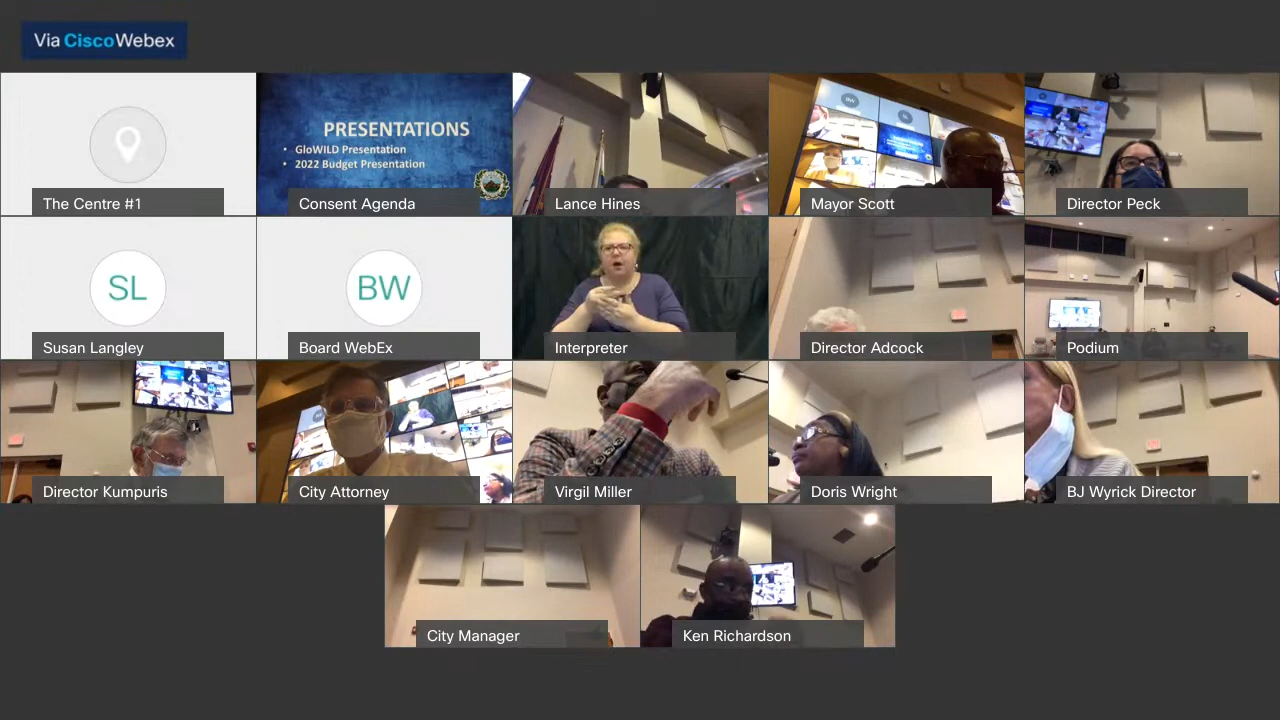 Via CiscoWebex
The Centre #1
PRESENTATIONS
• GloWILD Presentation
• 2022 Budget Presentation
Consent Agenda
Lance Hines
BW
Mayor Scott
Director Peck
SL
Susan Langley
BW
Board WebEx
Interpreter
Director Adcock
Podium
Director Kumpuris
City Attorney
Virgil Miller
Doris Wright
BJ Wyrick Director
City Manager
Ken Richardson